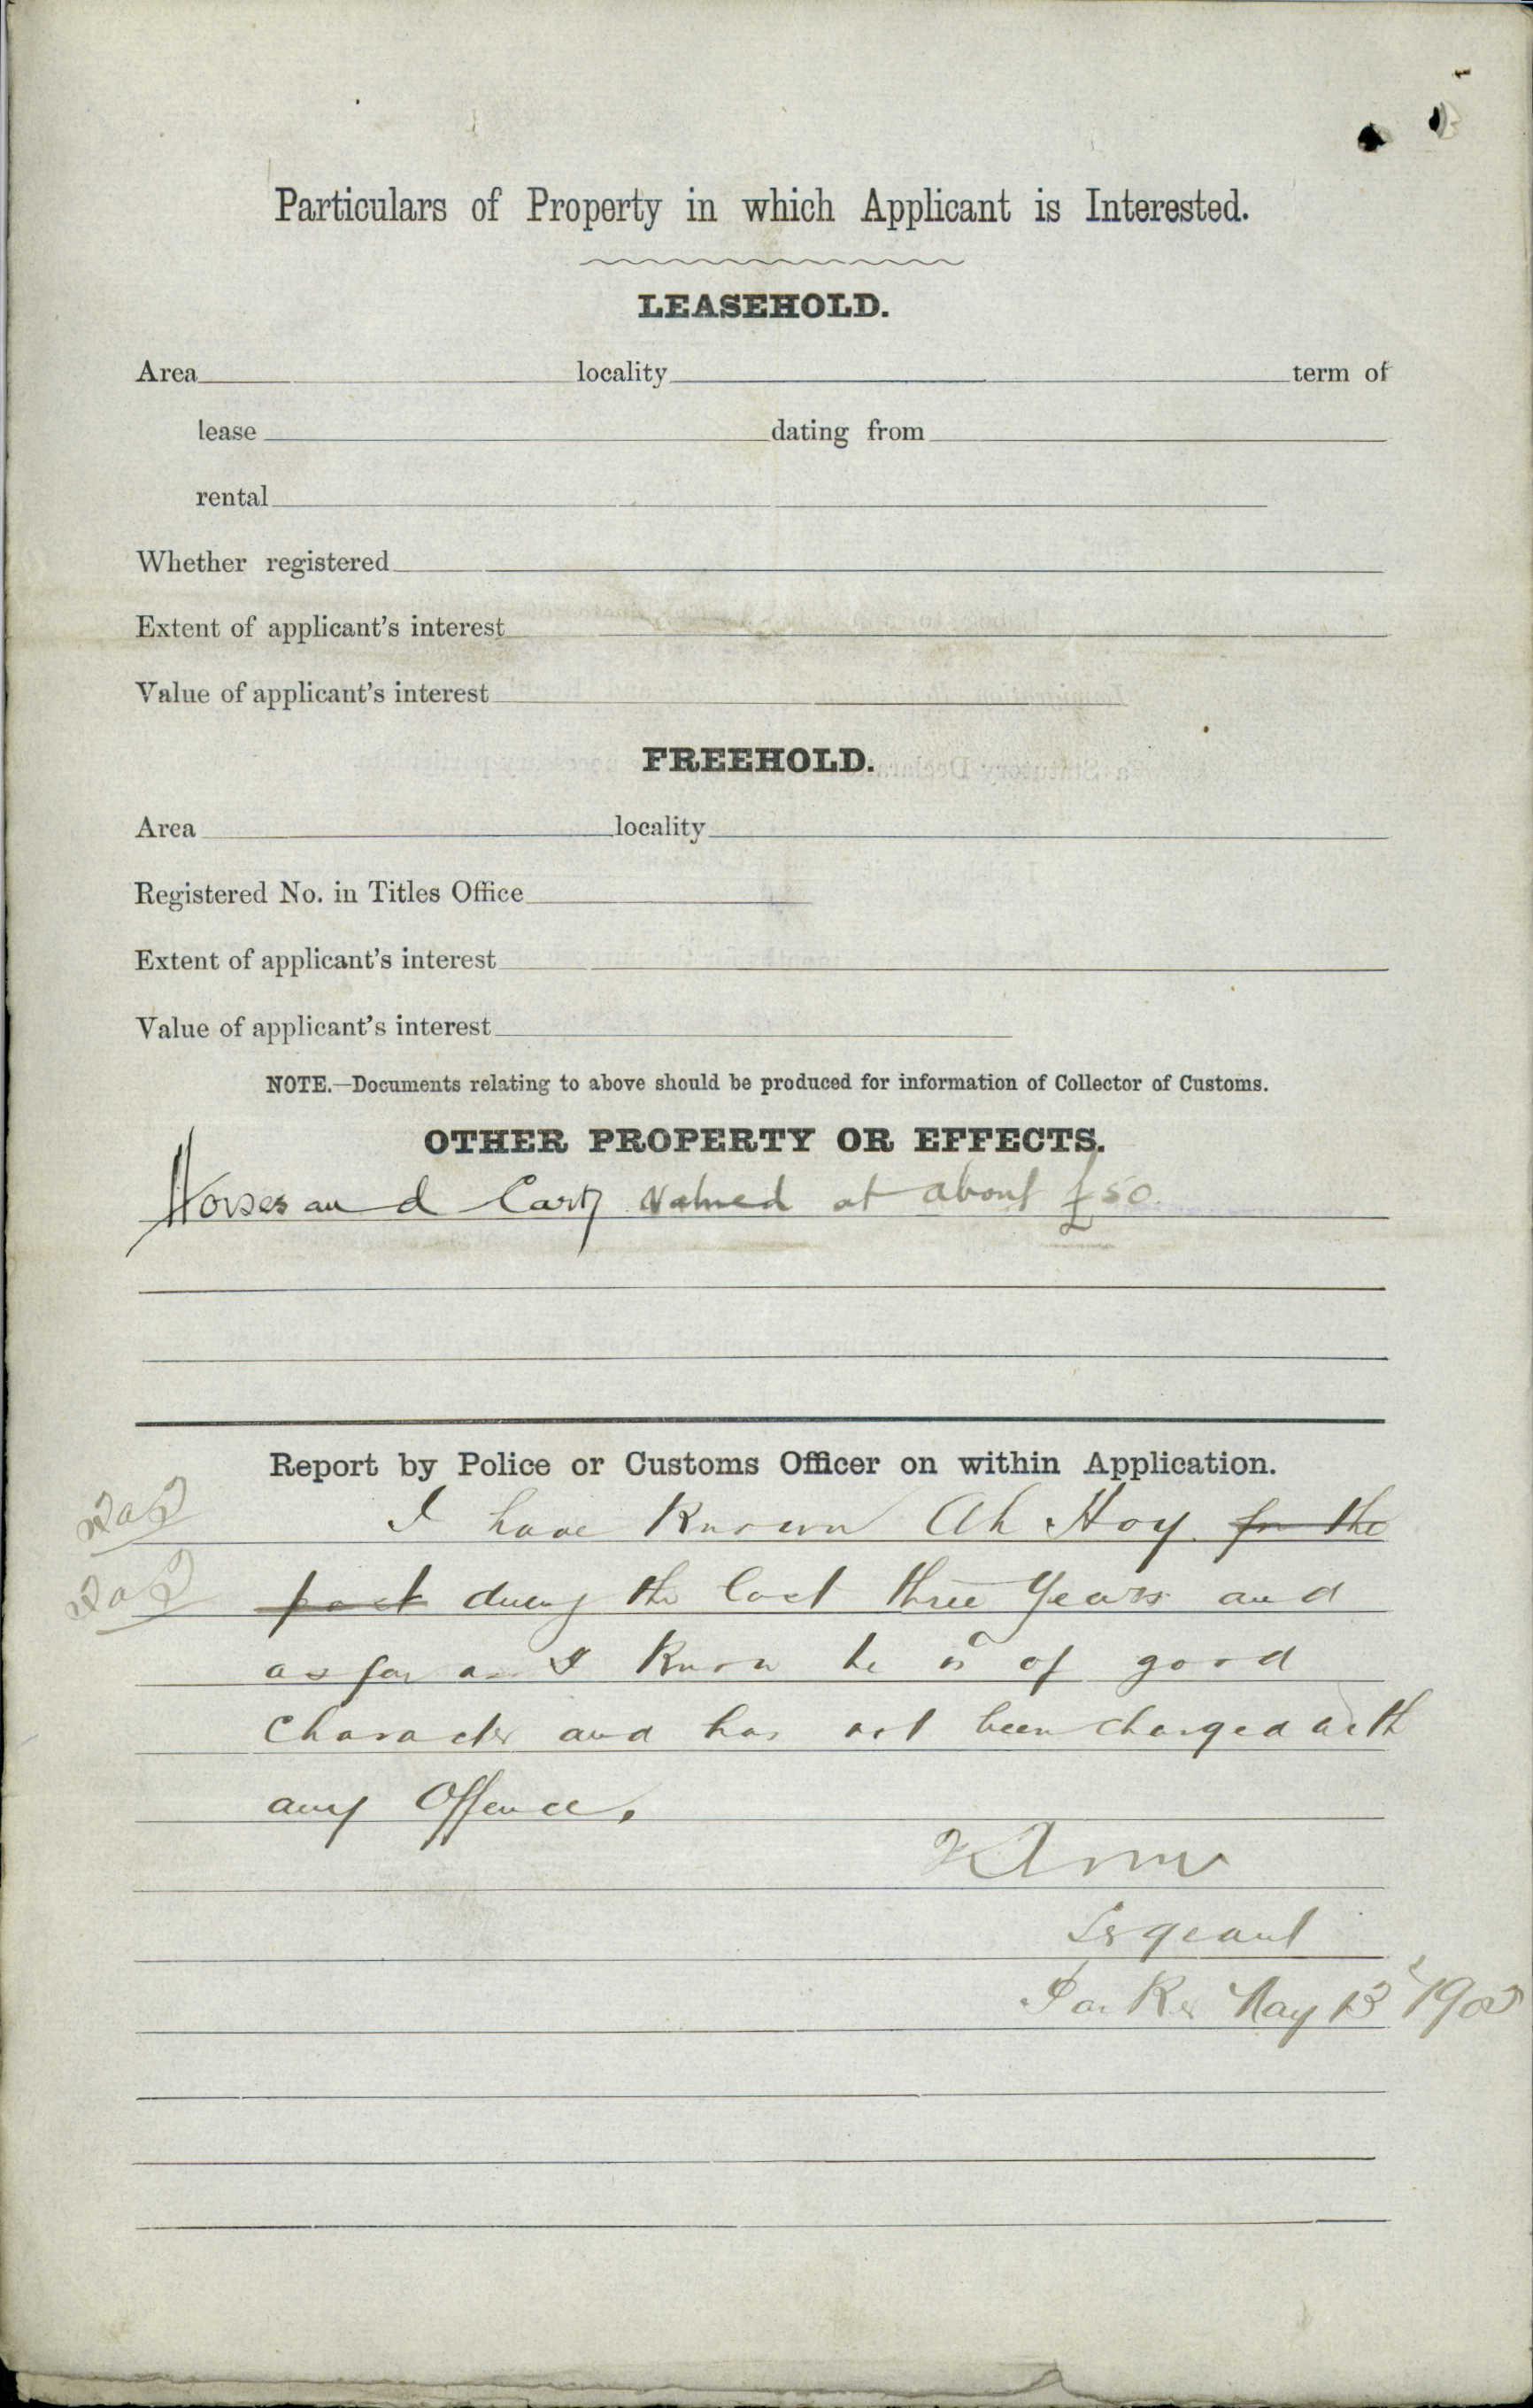 Particulars of Property in which Applicant is Interested.
LEASEHOLD.
Area locality term of
lease dating from
rental
Whether registered
Extent of applicant's interest
Value of applicant's interest
FREEHOLD.
Area locality
Registered No. in Titles Office
Extent of applicant's interest
Value of applicant's interest
NOTE.—Documents relating to above should be produced for information of Collector of Customs.
OTHER PROPERTY OR EFFECTS.
Horses and Carts valued at about £50.
Report by Police or Customs Officer on within Application.
I have Known Ah Hoy for the
past during the last three Years and
as far as I Know he is of good
Character and has not been charged with
any Offence.
Sergeant
Parkes May 13 190